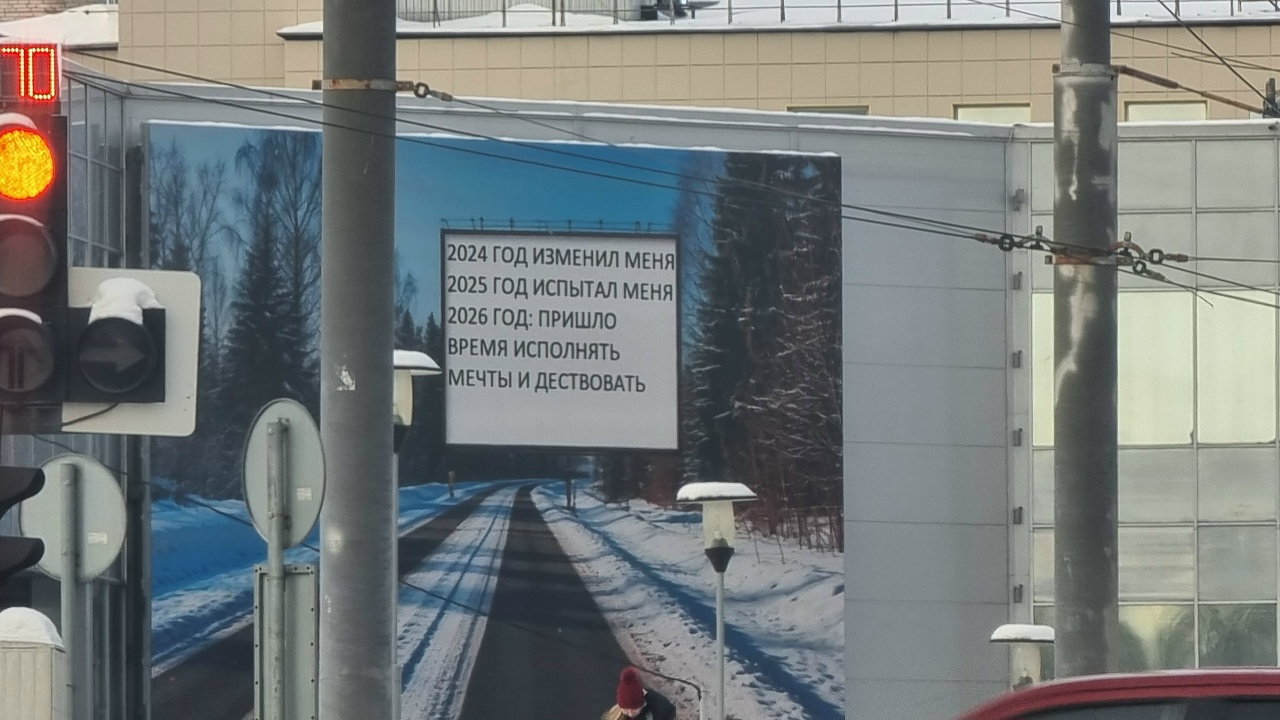 70
2024 ГОД ИЗМЕНИЛ МЕНЯ
2025 ГОД ИСПЫТАЛ МЕНЯ
2026 ГОД: ПРИШЛО
ВРЕМЯ ИСПОЛНЯТЬ
МЕЧТЫ И ДЕСТВОВАТЬ